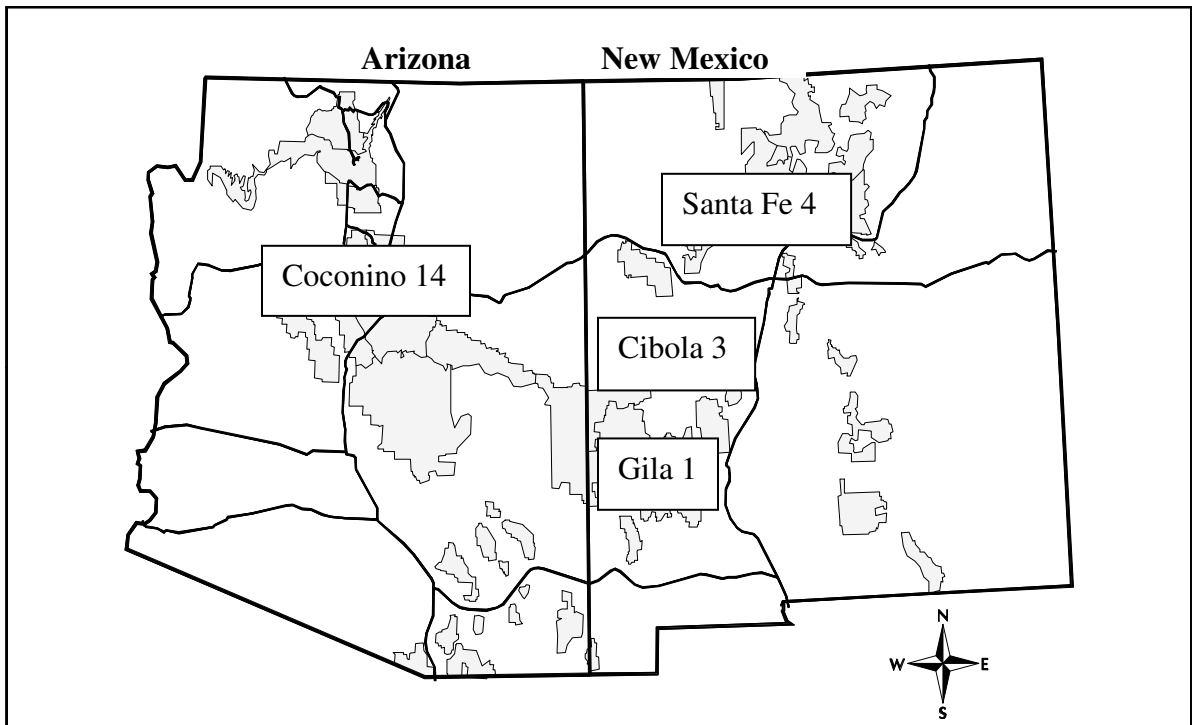 Arizona
New Mexico
Santa Fe 4
Coconino 14
Cibola 3
Gila 1
N
W
E
S